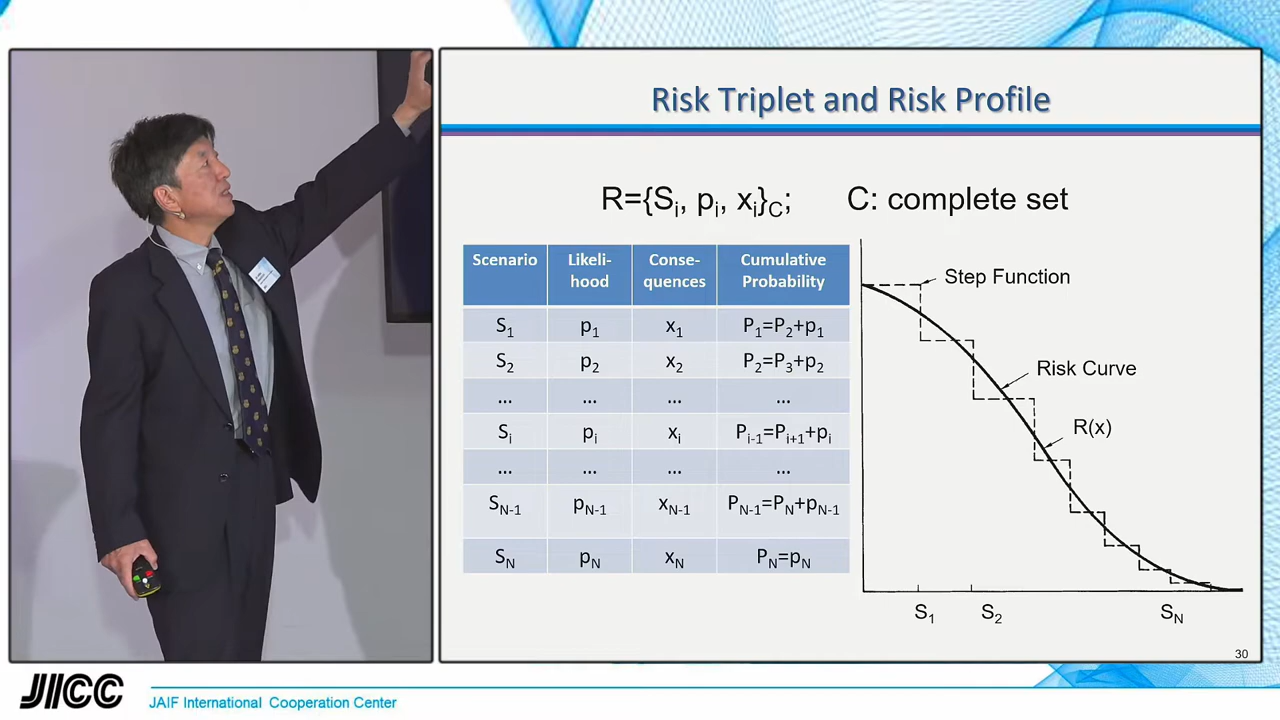 Risk Triplet and Risk Profile
R={Si, pi, xi}C; C: complete set
Scenario Likeli-hood Conse-quences Cumulative Probability
S1 p1 x1 P1=P2+p1
S2 p2 x2 P2=P3+p2
... ... ... ...
Si pi xi Pi-1=Pi+1+pi
... ... ... ...
SN-1 pN-1 xN-1 PN-1=PN+pN-1
SN pN xN PN=pN
Step Function
Risk Curve
R(x)
S1 S2 SN
30
JICC JAIF International Cooperation Center